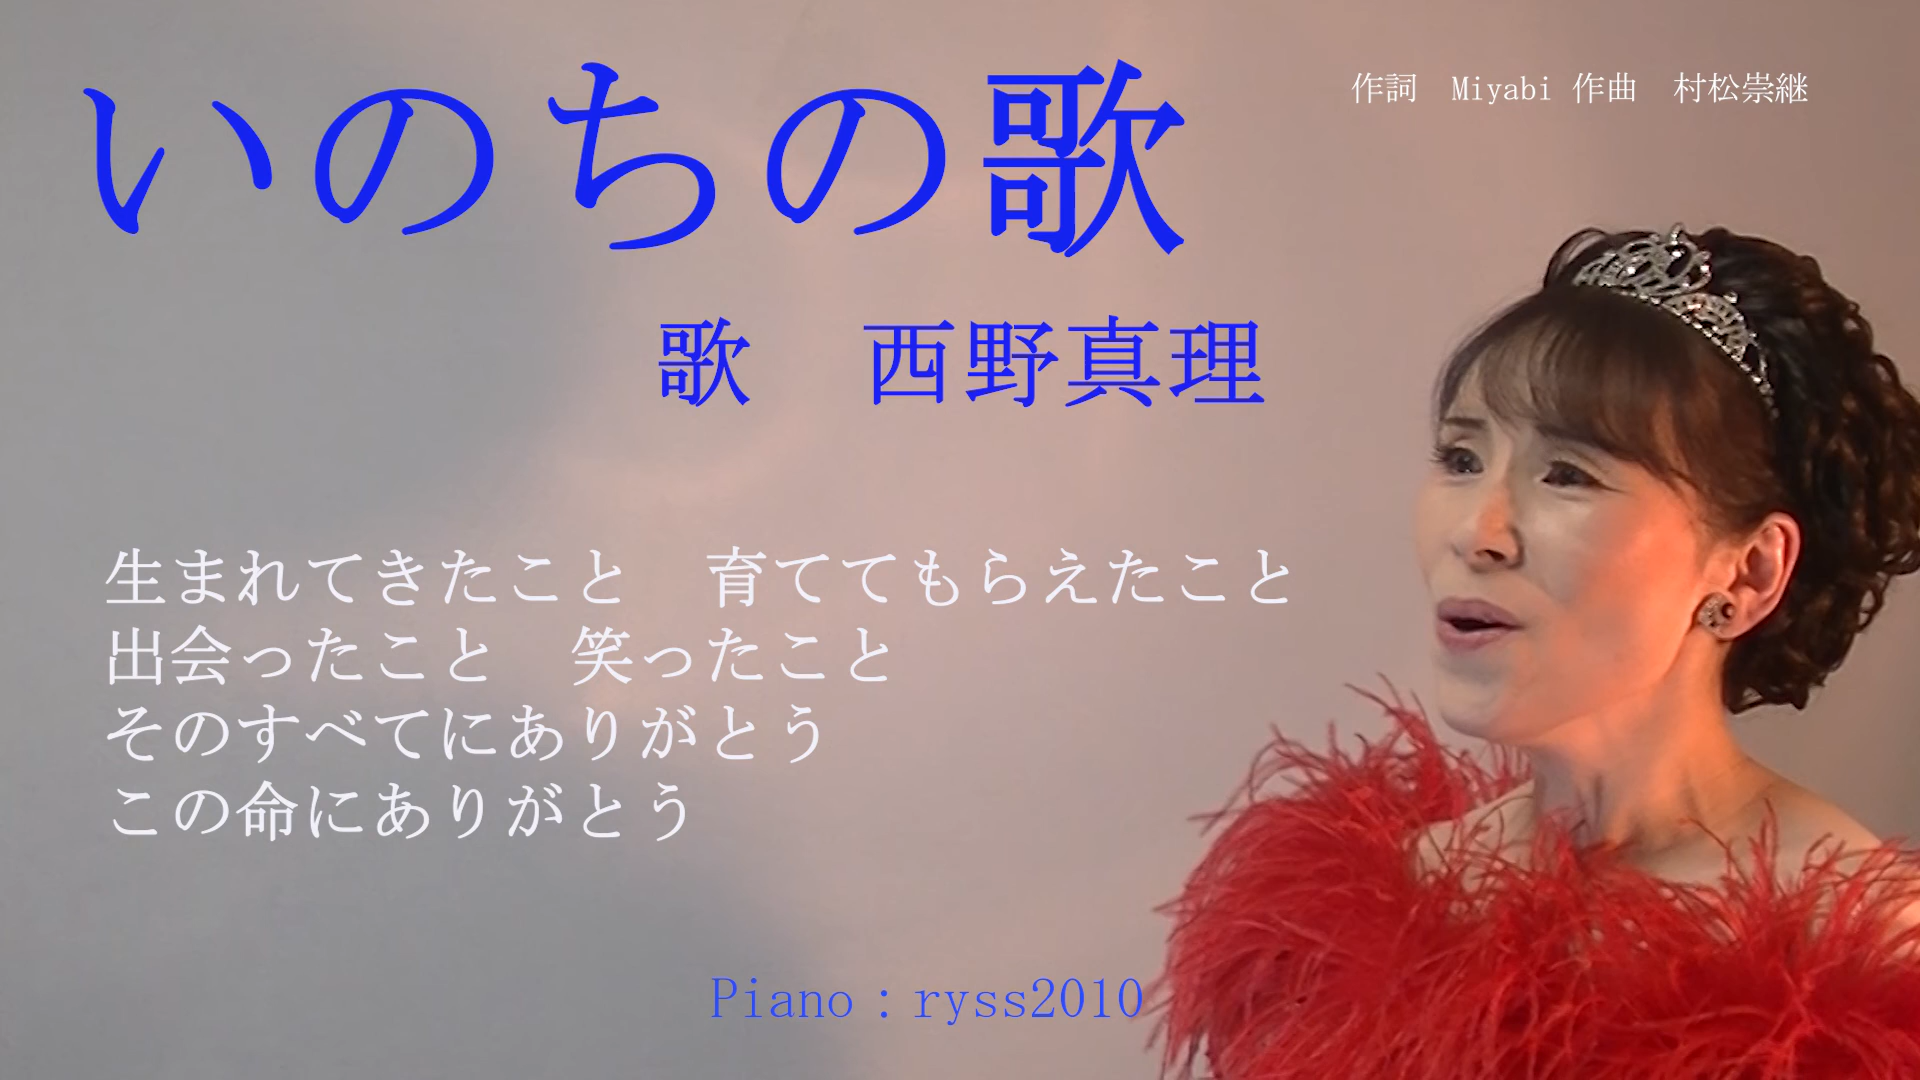 いのちの歌
作詞　Miyabi 作曲　村松崇継
歌　西野真理
生まれてきたこと　育ててもらえたこと
出会ったこと　笑ったこと
そのすべてにありがとう
この命にありがとう
Piano：ryss2010